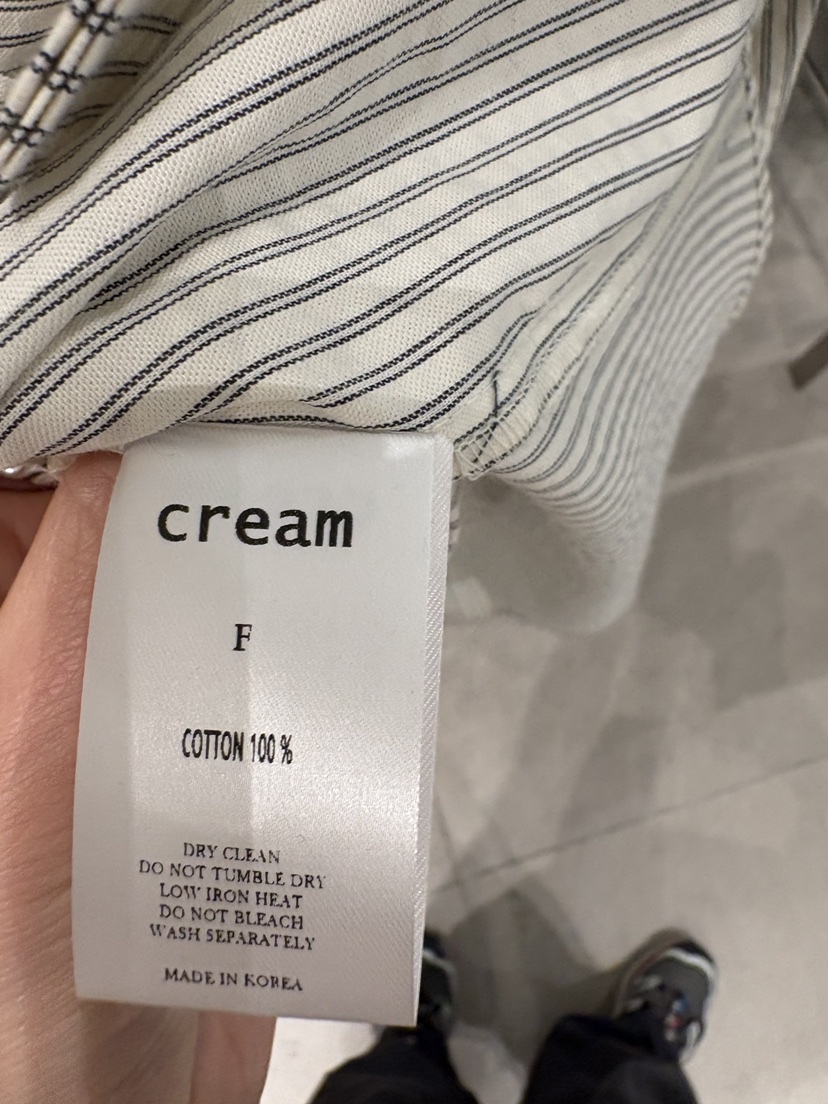 cream
F
COTTON 100 %
DRY CLEAN
DO NOT TUMBLE DRY
LOW IRON HEAT
DO NOT BLEACH
WASH SEPARATELY
MADE IN KOREA